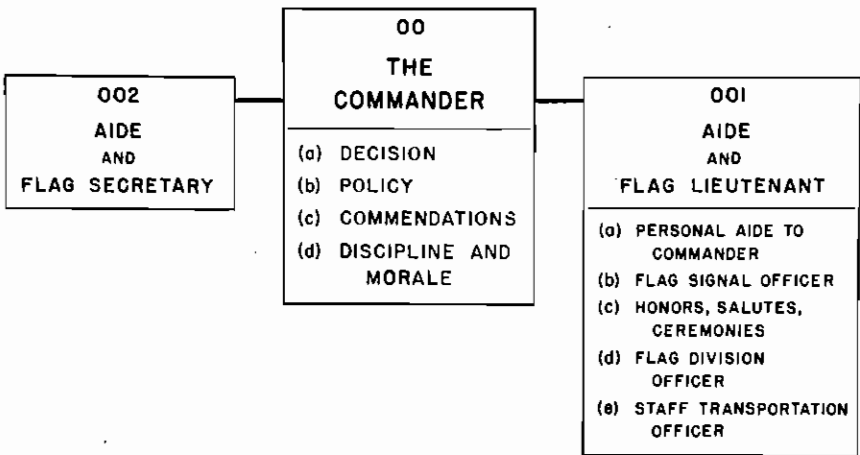 002
AIDE
AND
FLAG SECRETARY
00
THE
COMMANDER
(a) DECISION
(b) POLICY
(c) COMMENDATIONS
(d) DISCIPLINE AND
MORALE
001
AIDE
AND
FLAG LIEUTENANT
(a) PERSONAL AIDE TO
COMMANDER
(b) FLAG SIGNAL OFFICER
(c) HONORS, SALUTES,
CEREMONIES
(d) FLAG DIVISION
OFFICER
(e) STAFF TRANSPORTATION
OFFICER